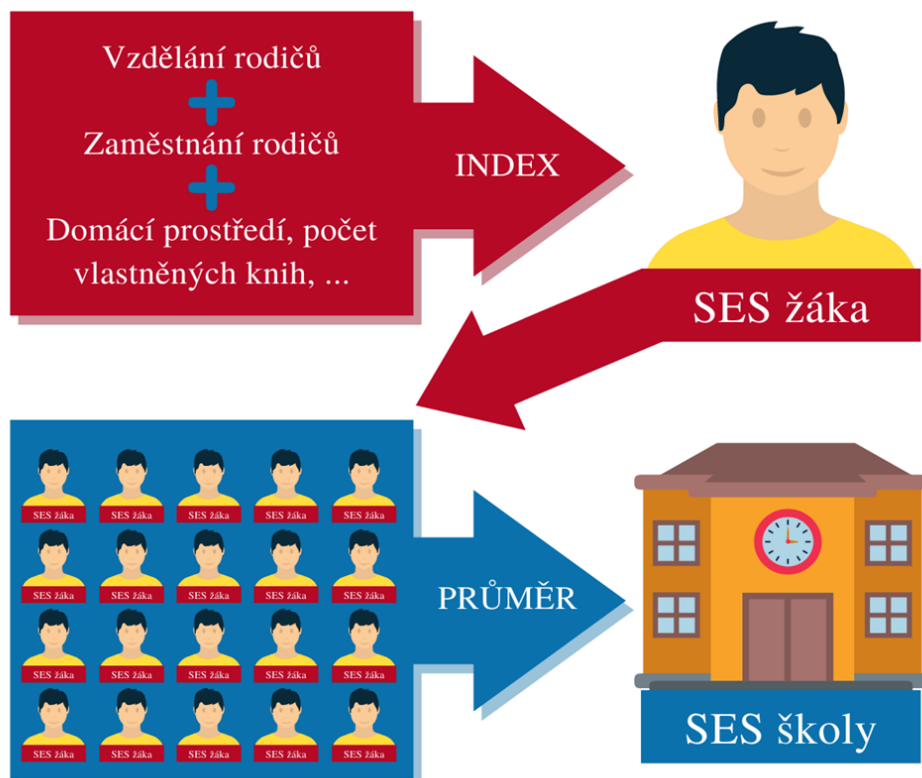 Vzdělání rodičů
Zaměstnání rodičů
Domácí prostředí, počet
vlastněných knih, ...
INDEX
SES žáka
SES žáka SES žáka SES žáka SES žáka SES žáka
SES žáka SES žáka SES žáka SES žáka SES žáka
SES žáka SES žáka SES žáka SES žáka SES žáka
SES žáka SES žáka SES žáka SES žáka SES žáka
PRŮMĚR
SES školy